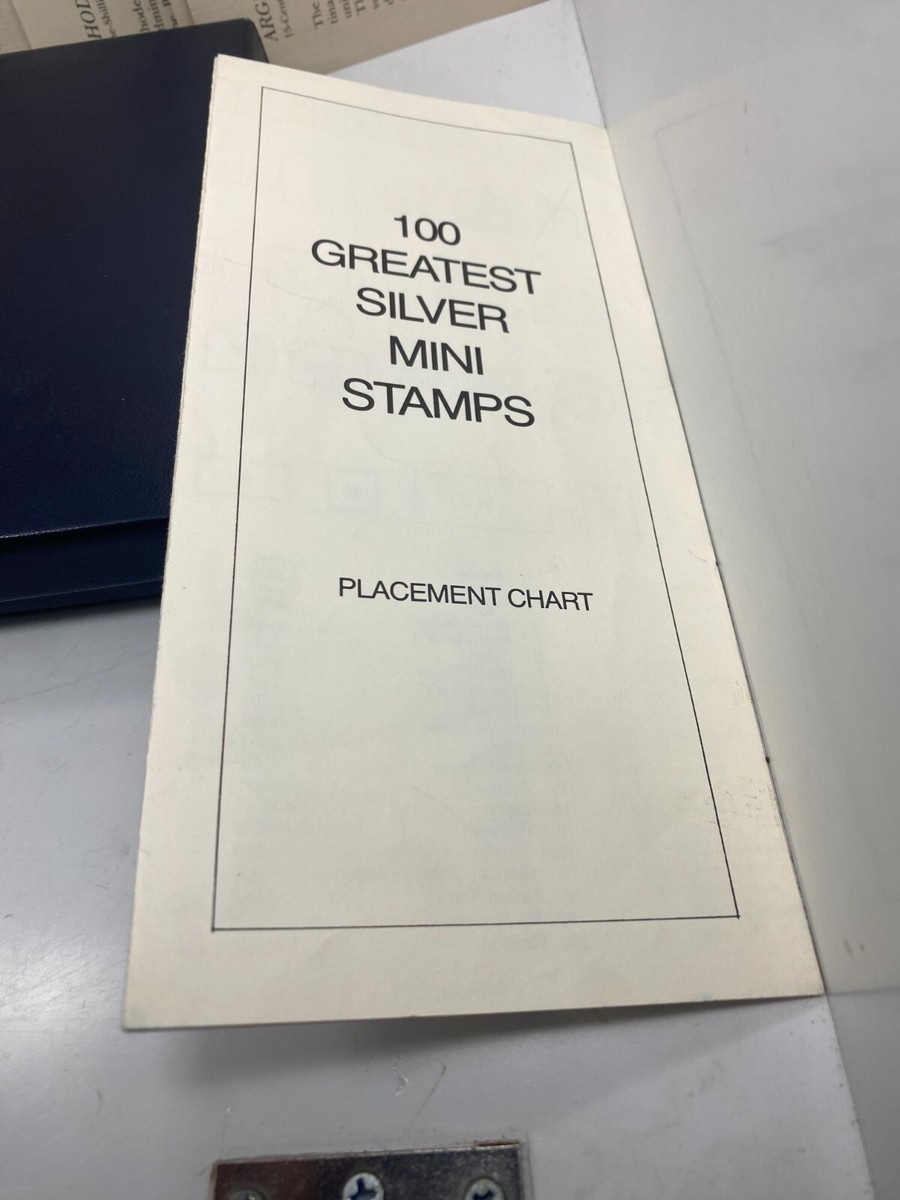 100
GREATEST
SILVER
MINI
STAMPS
PLACEMENT CHART